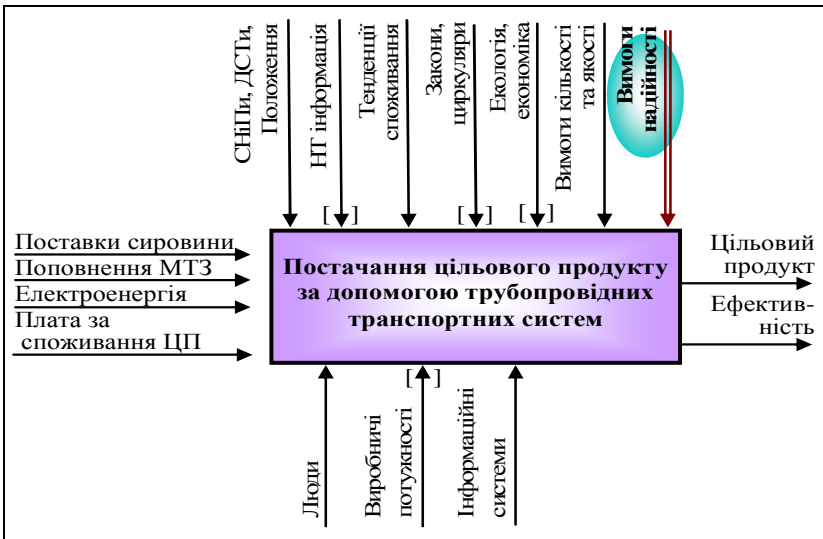 СНіПи, ДСТи,
Положення
НТ інформація
Тенденції
споживання
Закони,
циркуляри
Екологія,
економіка
Вимоги кількості
та якості
Вимоги
надійності
[ ]
[ ]
[ ]
Поставки сировини
Поповнення МТЗ
Електроенергія
Плата за
споживання ЦП
Постачання цільового продукту
за допомогою трубопровідних
транспортних систем
Цільовий
продукт
Ефектив-
ність
[ ]
Люди
Виробничі
потужності
Інформаційні
системи